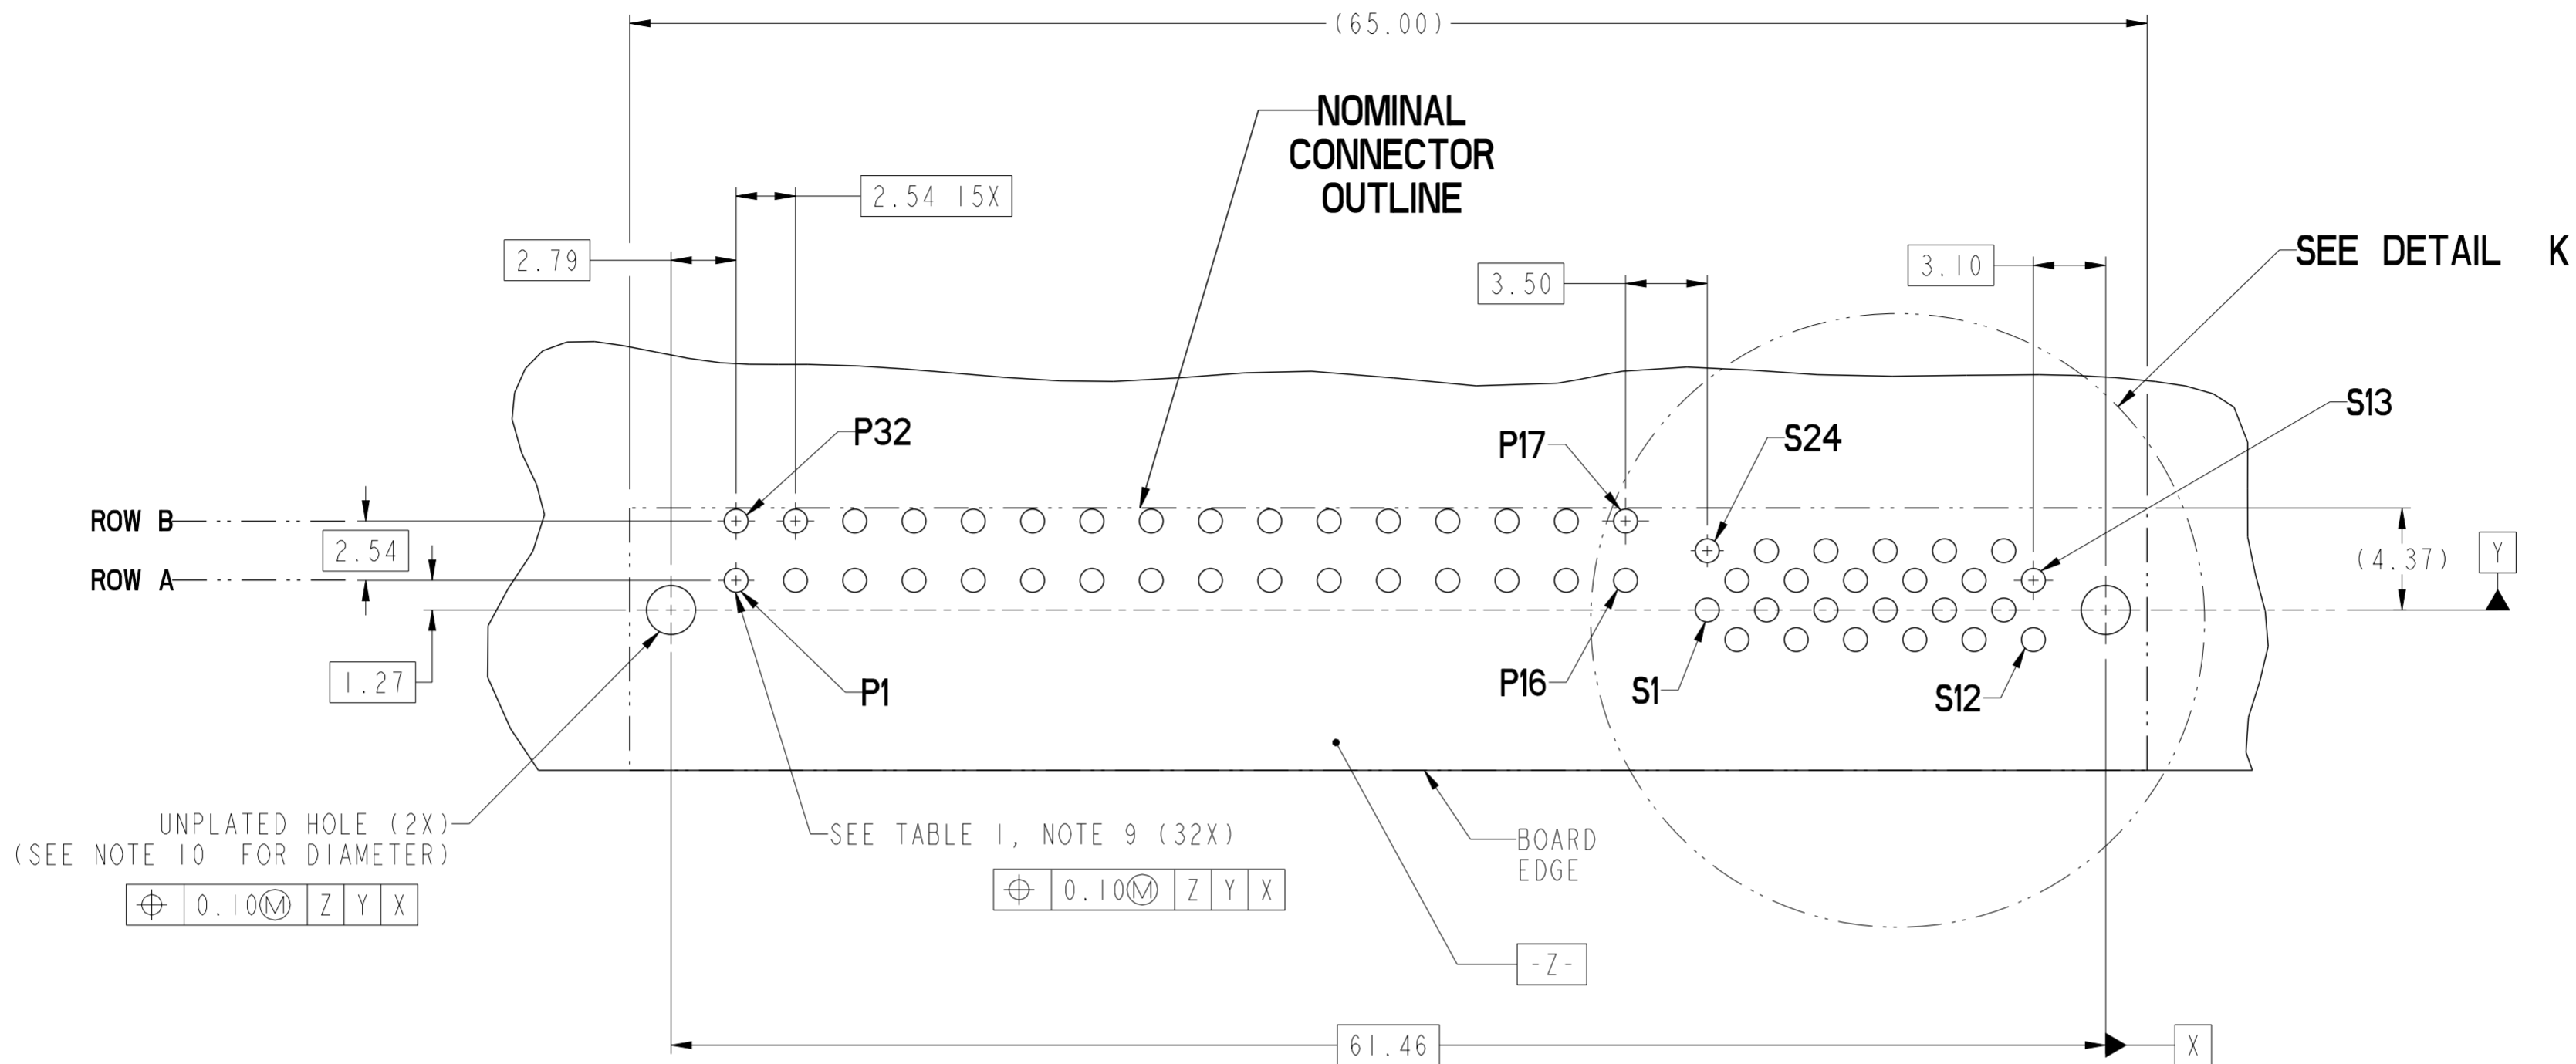 (65.00)
NOMINAL
CONNECTOR
OUTLINE
2.54 15X
2.79
3.50
3.10
SEE DETAIL K
S13
P32
P17
S24
ROW B
2.54
ROW A
(4.37)
Y
1.27
P1
P16
S1
S12
UNPLATED HOLE (2X)
(SEE NOTE 10 FOR DIAMETER)
⌖ 0.10Ⓜ Z Y X
SEE TABLE 1, NOTE 9 (32X)
⌖ 0.10Ⓜ Z Y X
BOARD
EDGE
-Z-
61.46
X